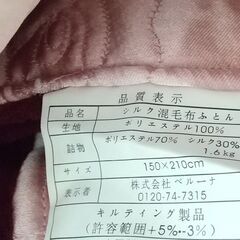 品質表示
品名 シルク混毛布ふとん
生地 ポリエステル100%
詰物 ポリエステル70% シルク30%
1.6kg
サイズ 150×210cm
表示者 株式会社ベルーナ
0120-74-7315
キルティング製品
(許容範囲+5%-3%)